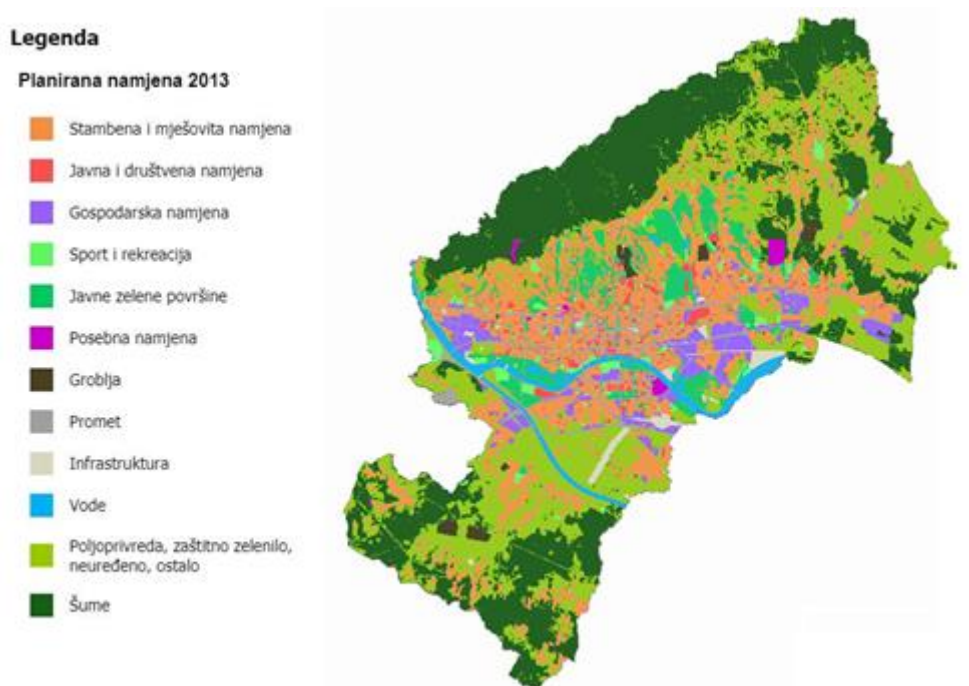 Legenda
Planirana namjena 2013
Stambena i mješovita namjena
Javna i društvena namjena
Gospodarska namjena
Sport i rekreacija
Javne zelene površine
Posebna namjena
Groblja
Promet
Infrastruktura
Vode
Poljoprivreda, zaštitno zelenilo,
neuređeno, ostalo
Šume